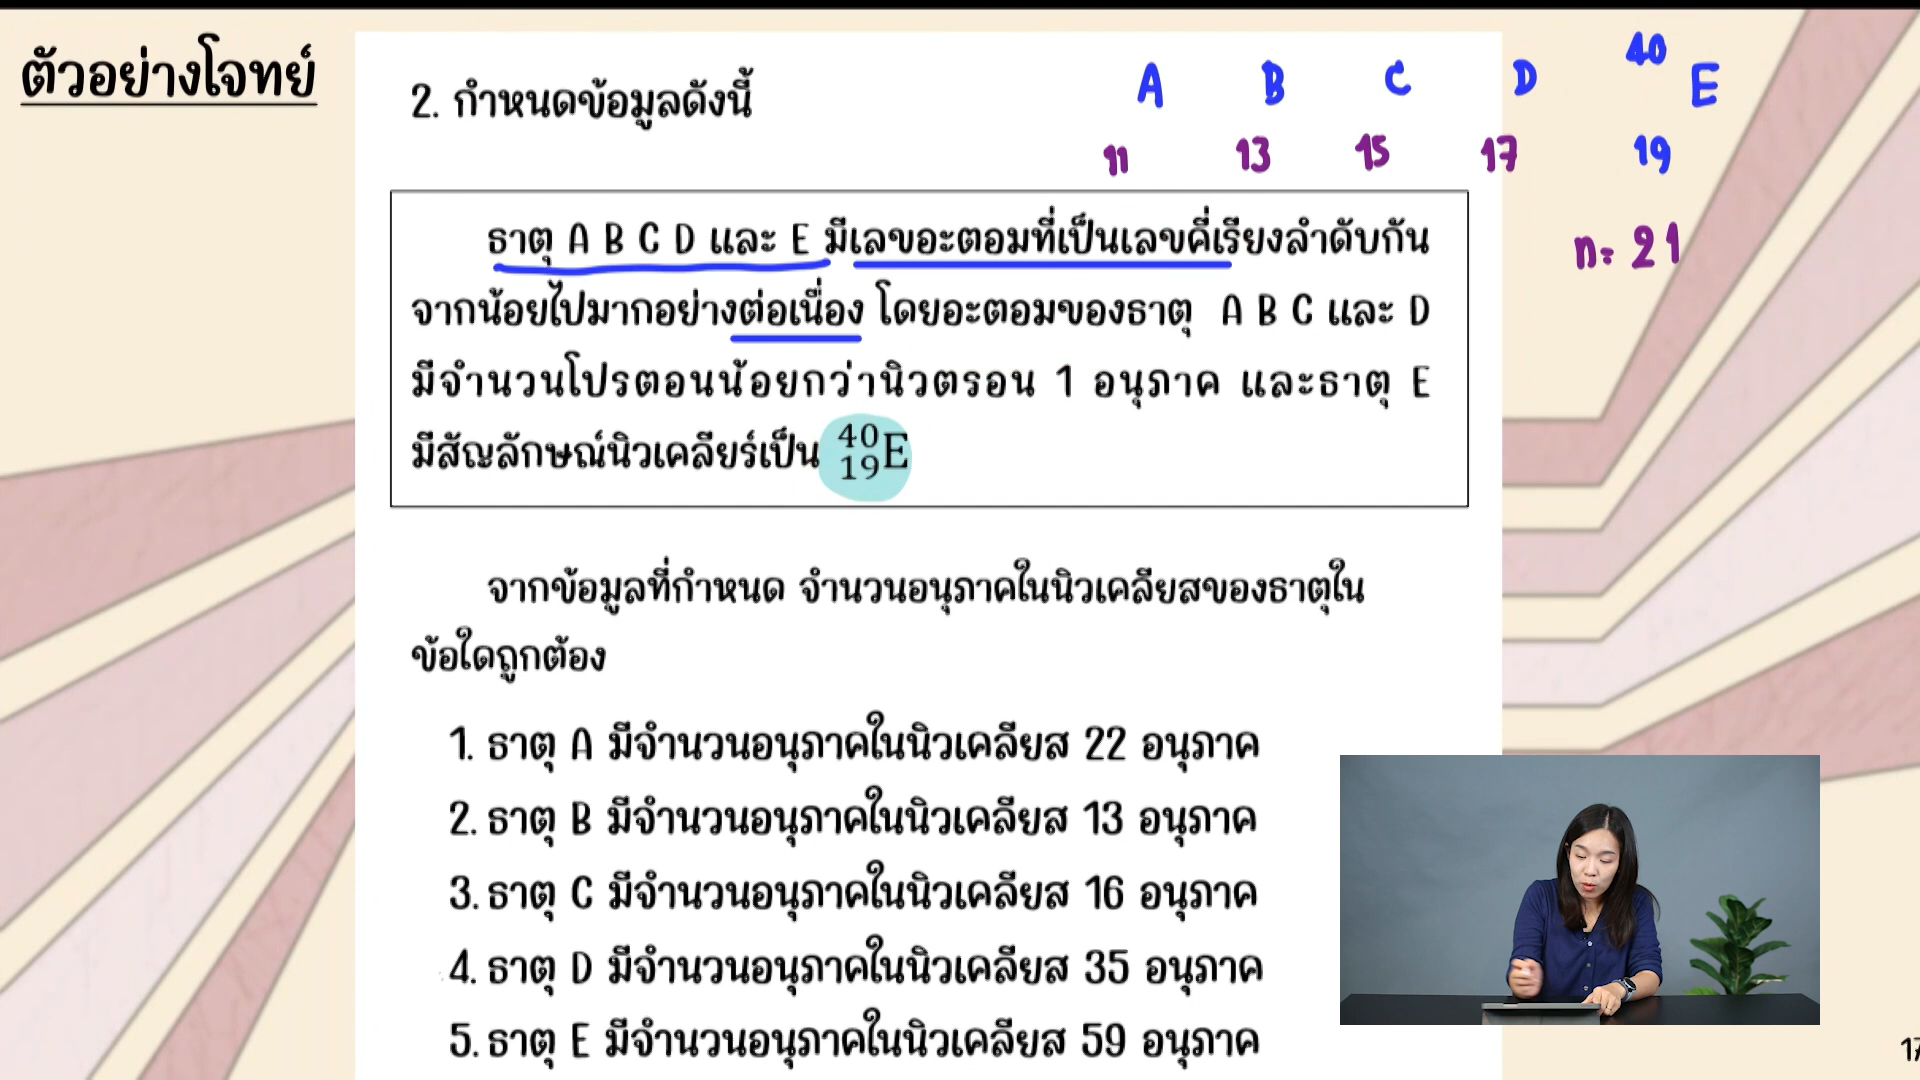 ตัวอย่างโจทย์
2. กำหนดข้อมูลดังนี้
A B C D 40 E
11 13 15 17 19
n= 21
ธาตุ A B C D และ E มีเลขอะตอมที่เป็นเลขคี่เรียงลำดับกัน
จากน้อยไปมากอย่างต่อเนื่อง โดยอะตอมของธาตุ A B C และ D
มีจำนวนโปรตอนน้อยกว่านิวตรอน 1 อนุภาค และธาตุ E
มีสัญลักษณ์นิวเคลียร์เป็น ⁴⁰₁₉E
จากข้อมูลที่กำหนด จำนวนอนุภาคในนิวเคลียสของธาตุใน
ข้อใดถูกต้อง
1. ธาตุ A มีจำนวนอนุภาคในนิวเคลียส 22 อนุภาค
2. ธาตุ B มีจำนวนอนุภาคในนิวเคลียส 13 อนุภาค
3. ธาตุ C มีจำนวนอนุภาคในนิวเคลียส 16 อนุภาค
4. ธาตุ D มีจำนวนอนุภาคในนิวเคลียส 35 อนุภาค
5. ธาตุ E มีจำนวนอนุภาคในนิวเคลียส 59 อนุภาค
17